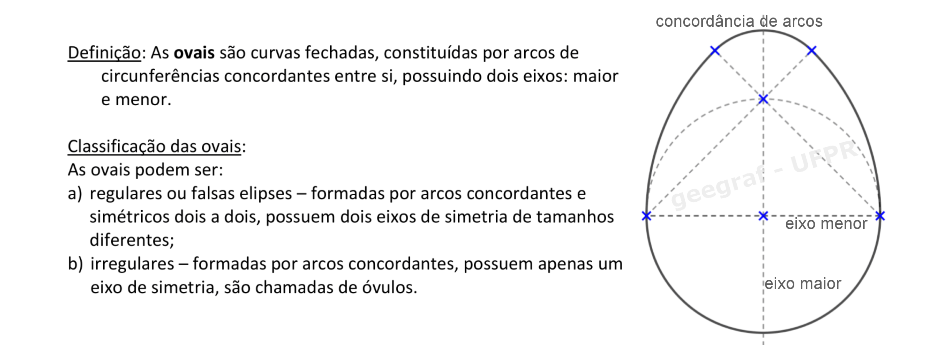 Definição: As ovais são curvas fechadas, constituídas por arcos de
circunferências concordantes entre si, possuindo dois eixos: maior
e menor.
Classificação das ovais:
As ovais podem ser:
a) regulares ou falsas elipses – formadas por arcos concordantes e
simétricos dois a dois, possuem dois eixos de simetria de tamanhos
diferentes;
b) irregulares – formadas por arcos concordantes, possuem apenas um
eixo de simetria, são chamadas de óvulos.
concordância de arcos
geegraf - UFPR
eixo menor
eixo maior